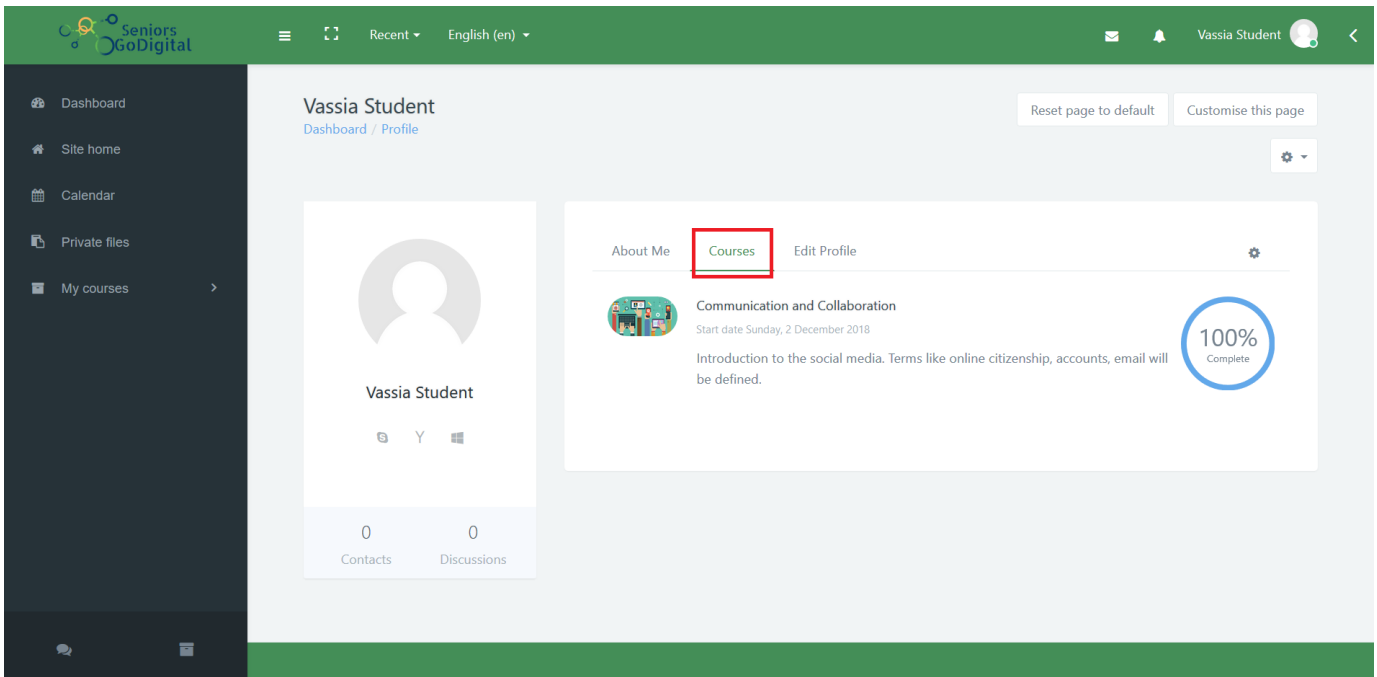 Seniors
GoDigital
Recent
English (en)
Vassia Student
Dashboard
Site home
Calendar
Private files
My courses
Vassia Student
Dashboard / Profile
Reset page to default
Customise this page
Vassia Student
0
Contacts
0
Discussions
About Me
Courses
Edit Profile
Communication and Collaboration
Start date Sunday, 2 December 2018
Introduction to the social media. Terms like online citizenship, accounts, email will
be defined.
100%
Complete